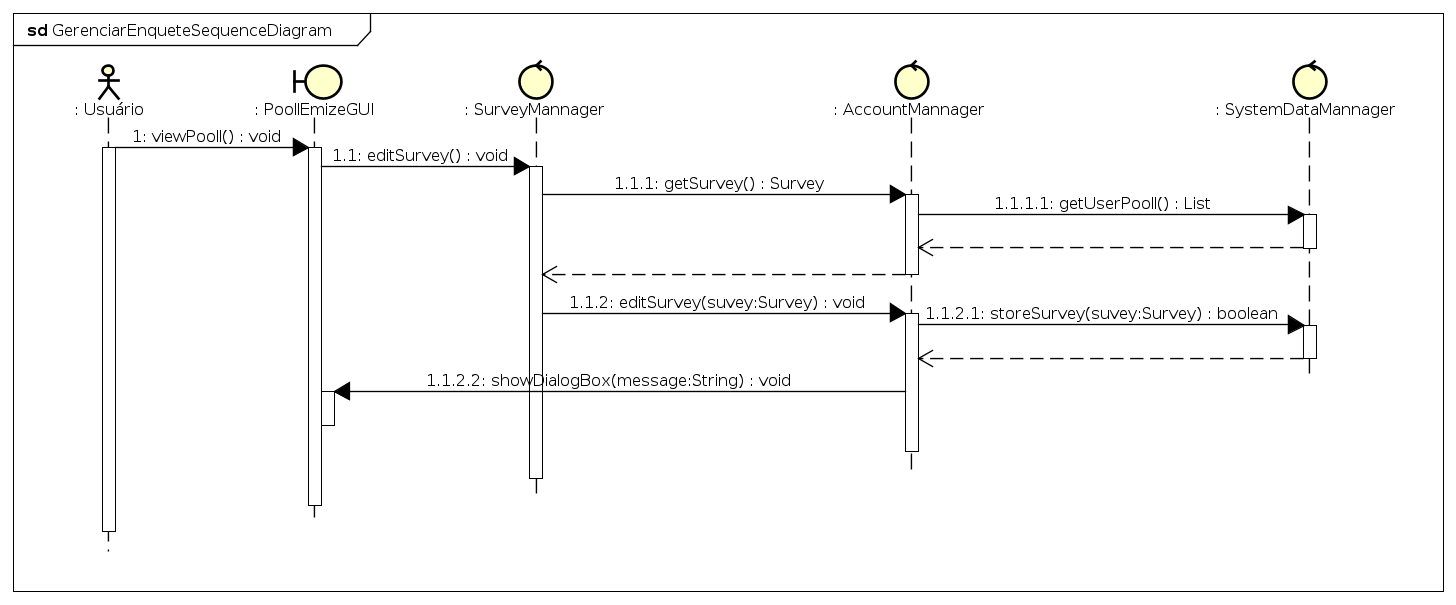 sd GerenciarEnqueteSequenceDiagram
: Usuário
: PoollEmizeGUI
: SurveyMannager
: AccountMannager
: SystemDataMannager
1: viewPooll() : void
1.1: editSurvey() : void
1.1.1: getSurvey() : Survey
1.1.1.1: getUserPooll() : List
1.1.2: editSurvey(suvey:Survey) : void
1.1.2.1: storeSurvey(suvey:Survey) : boolean
1.1.2.2: showDialogBox(message:String) : void